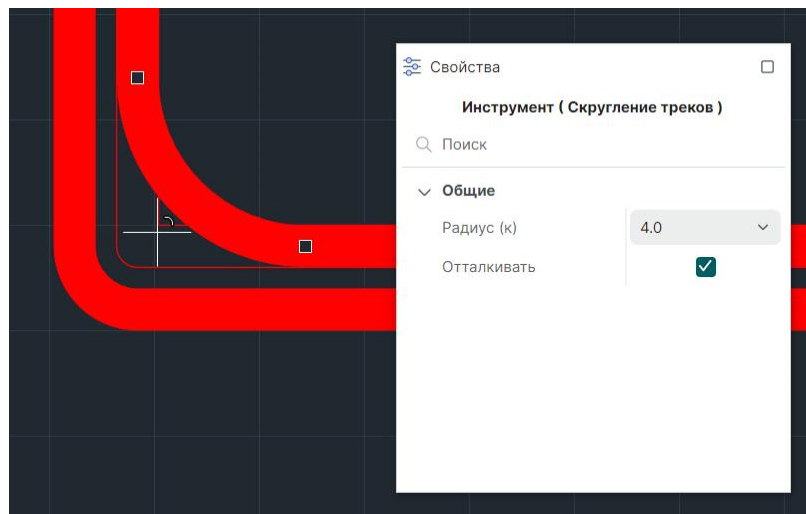 Свойства
Инструмент ( Скругление треков )
Поиск
Общие
Радиус (к) 4.0
Отталкивать